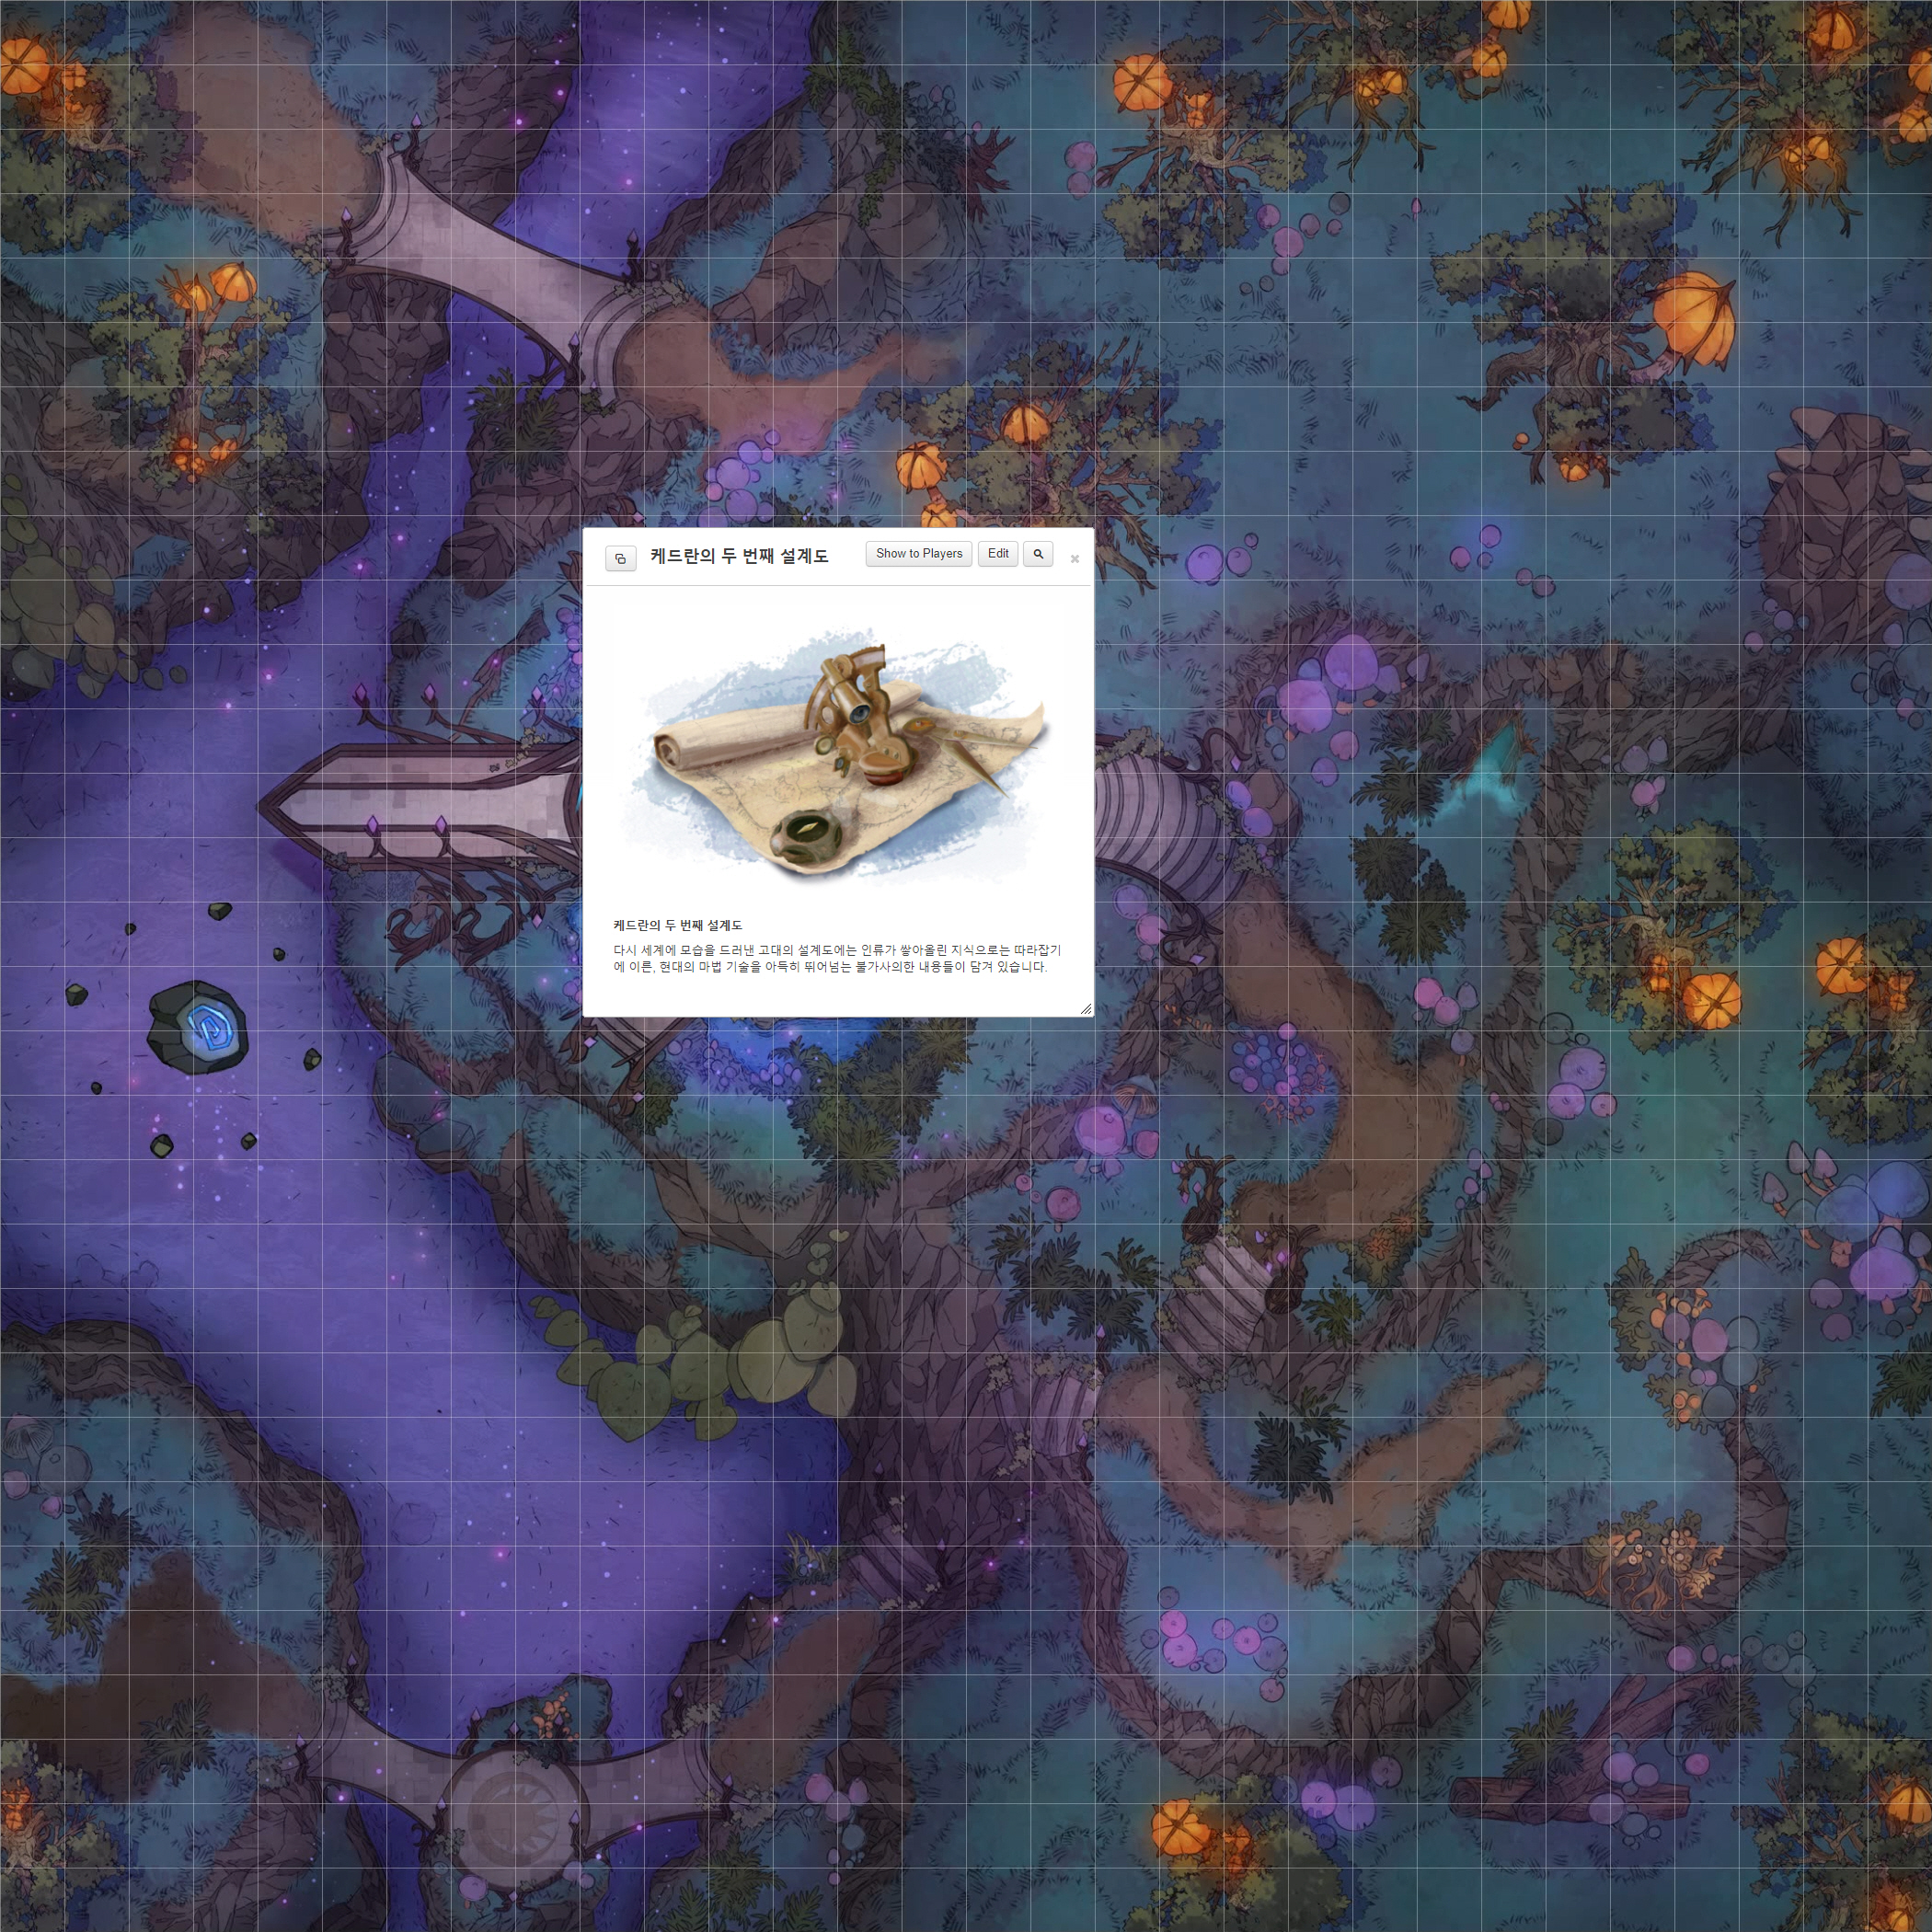 케드란의 두 번째 설계도
Show to Players
Edit
케드란의 두 번째 설계도
다시 세계에 모습을 드러낸 고대의 설계도에는 인류가 쌓아올린 지식으로는 따라잡기
에 이른, 현대의 마법 기술을 아득히 뛰어넘는 불가사의한 내용들이 담겨 있습니다.